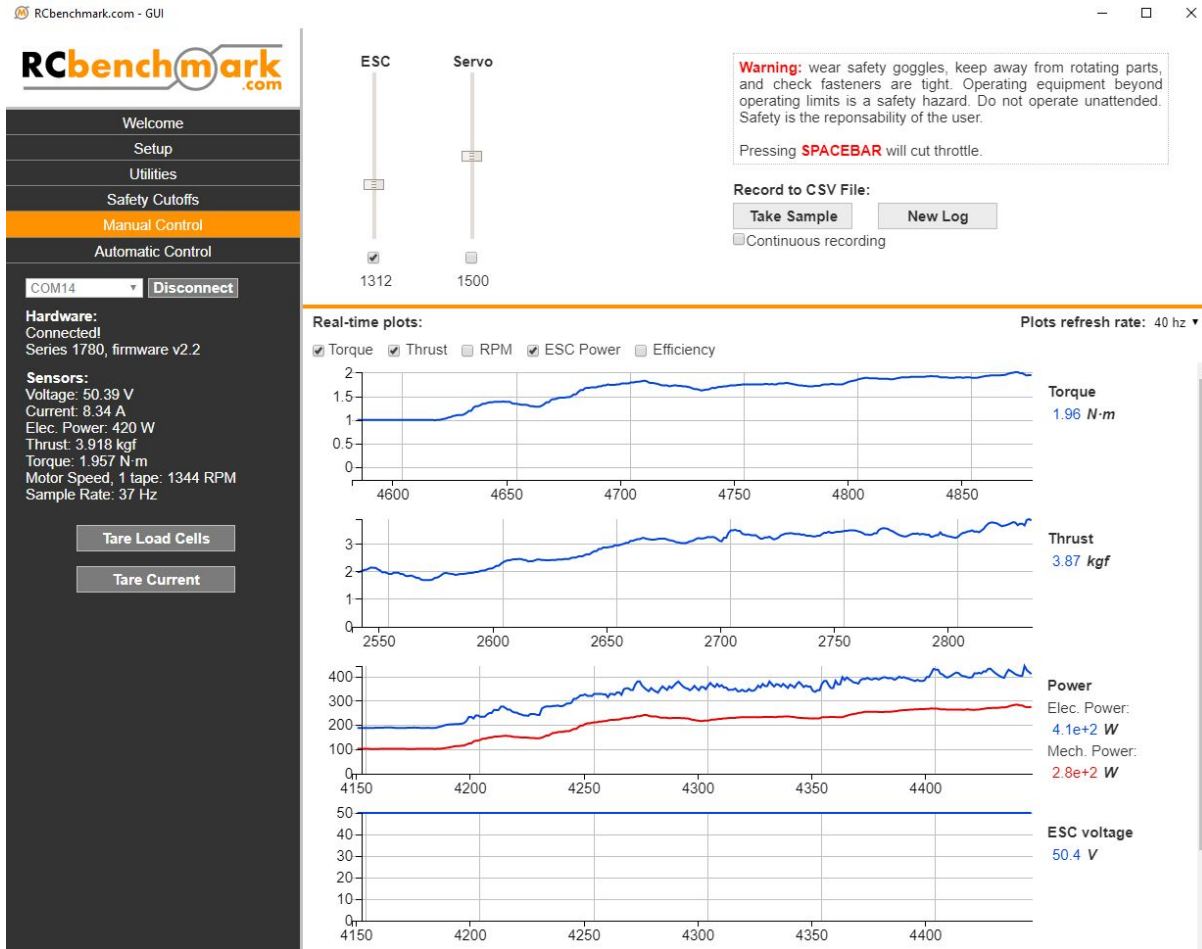 RCbenchmark.com - GUI
RCbenchmark
.com
Welcome
Setup
Utilities
Safety Cutoffs
Manual Control
Automatic Control
COM14
Disconnect
Hardware:
Connected!
Series 1780, firmware v2.2
Sensors:
Voltage: 50.39 V
Current: 8.34 A
Elec. Power: 420 W
Thrust: 3.918 kgf
Torque: 1.957 N·m
Motor Speed, 1 tape: 1344 RPM
Sample Rate: 37 Hz
Tare Load Cells
Tare Current
ESC Servo
1312 1500
Warning: wear safety goggles, keep away from rotating parts,
and check fasteners are tight. Operating equipment beyond
operating limits is a safety hazard. Do not operate unattended.
Safety is the reponsability of the user.
Pressing SPACEBAR will cut throttle.
Record to CSV File:
Take Sample New Log
Continuous recording
Real-time plots: Plots refresh rate: 40 hz
Torque Thrust RPM ESC Power Efficiency
2
1.5
1
0.5
0
4600 4650 4700 4750 4800 4850
Torque
1.96 N·m
3
2
1
0
2550 2600 2650 2700 2750 2800
Thrust
3.87 kgf
400
300
200
100
0
4150 4200 4250 4300 4350 4400
Power
Elec. Power:
4.1e+2 W
Mech. Power:
2.8e+2 W
50
40
30
20
10
0
4150 4200 4250 4300 4350 4400
ESC voltage
50.4 V